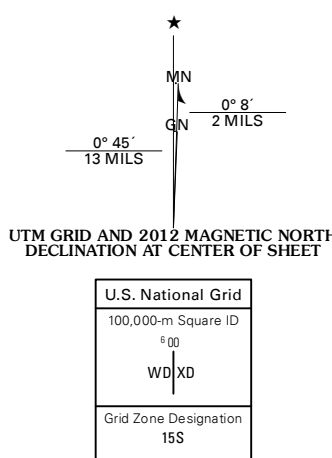 ★
MN
0° 8´
2 MILS
GN
0° 45´
13 MILS
UTM GRID AND 2012 MAGNETIC NORTH
DECLINATION AT CENTER OF SHEET
U.S. National Grid
100,000-m Square ID
6 00
WD XD
Grid Zone Designation
15S